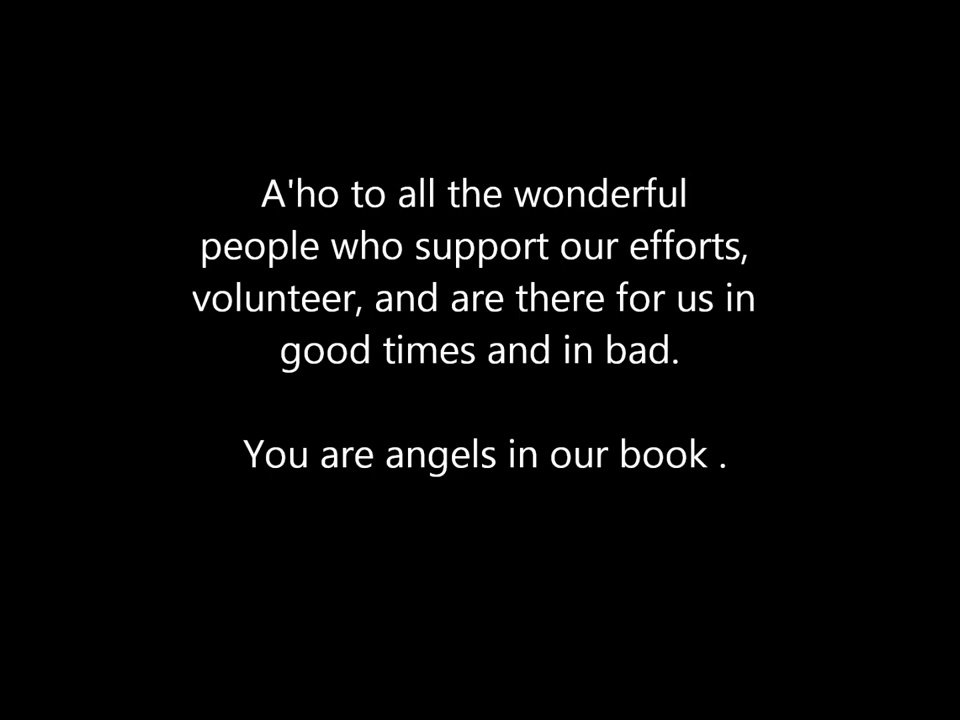 A'ho to all the wonderful
people who support our efforts,
volunteer, and are there for us in
good times and in bad.
You are angels in our book .